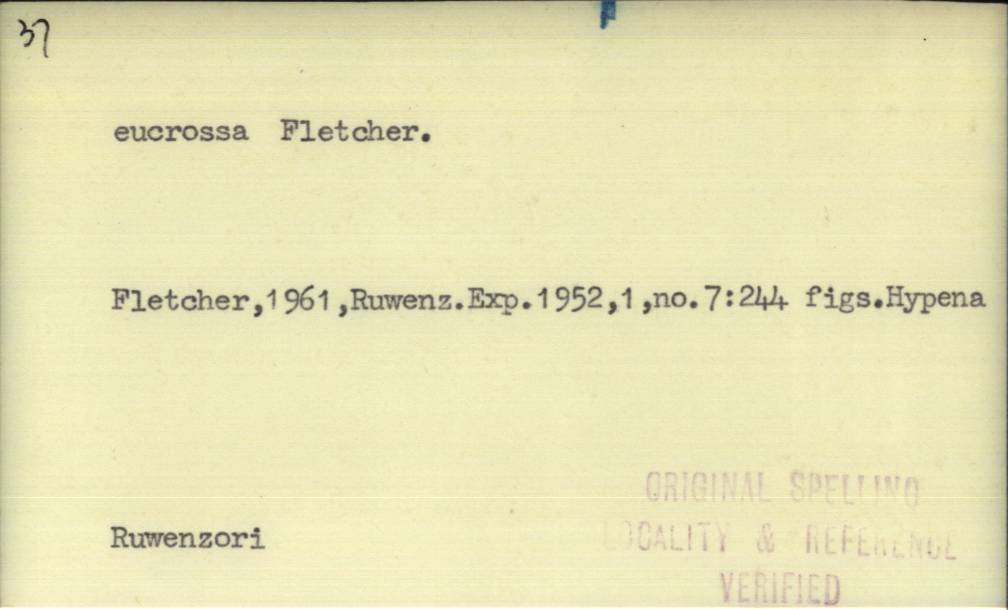 37
eucrossa Fletcher.
Fletcher,1961,Ruwenz.Exp.1952,1,no.7:244 figs.Hypena
Ruwenzori
ORIGINAL SPELLING
LOCALITY & REFERENCE
VERIFIED